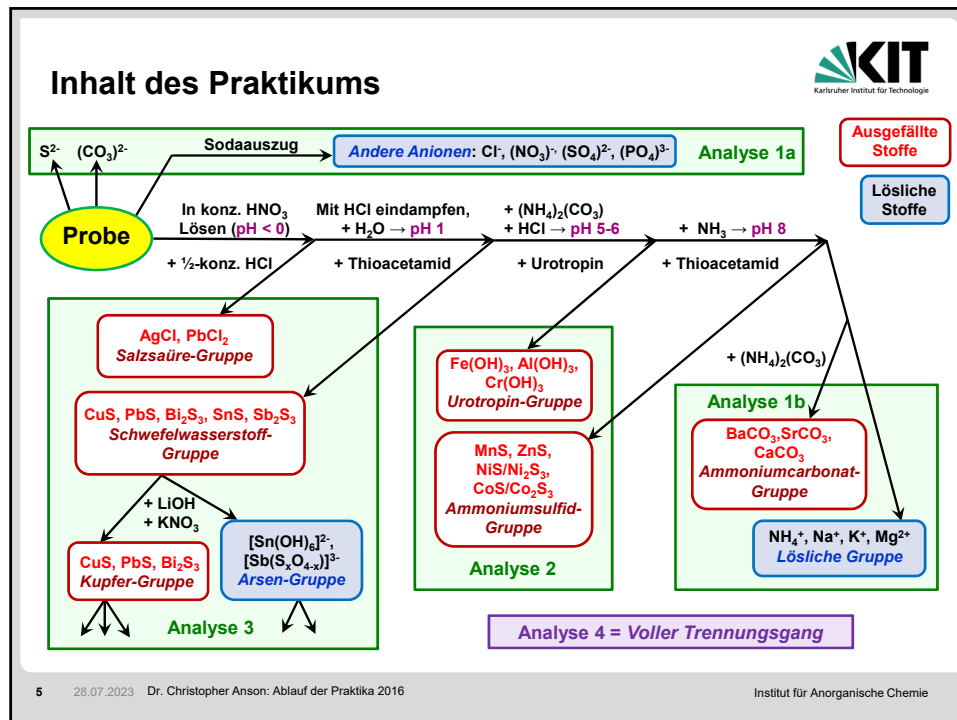 Inhalt des Praktikums
KIT
Karlsruher Institut für Technologie
S²⁻ (CO₃)²⁻
Sodaauszug
Andere Anionen: Cl⁻, (NO₃)⁻, (SO₄)²⁻, (PO₄)³⁻
Analyse 1a
Ausgefällte
Stoffe
Lösliche
Stoffe
Probe
In konz. HNO₃
Lösen (pH < 0)
+ ½-konz. HCl
Mit HCl eindampfen,
+ H₂O → pH 1
+ Thioacetamid
+ (NH₄)₂(CO₃)
+ HCl → pH 5-6
+ Urotropin
+ NH₃ → pH 8
+ Thioacetamid
AgCl, PbCl₂
Salzsaüre-Gruppe
CuS, PbS, Bi₂S₃, SnS, Sb₂S₃
Schwefelwasserstoff-
Gruppe
+ LiOH
+ KNO₃
CuS, PbS, Bi₂S₃
Kupfer-Gruppe
[Sn(OH)₆]²⁻,
[Sb(SₓO₄₋ₓ)]³⁻
Arsen-Gruppe
Analyse 3
Fe(OH)₃, Al(OH)₃,
Cr(OH)₃
Urotropin-Gruppe
MnS, ZnS,
NiS/Ni₂S₃,
CoS/Co₂S₃
Ammoniumsulfid-
Gruppe
Analyse 2
+ (NH₄)₂(CO₃)
Analyse 1b
BaCO₃,SrCO₃,
CaCO₃
Ammoniumcarbonat-
Gruppe
NH₄⁺, Na⁺, K⁺, Mg²⁺
Lösliche Gruppe
Analyse 4 = Voller Trennungsgang
5 28.07.2023 Dr. Christopher Anson: Ablauf der Praktika 2016 Institut für Anorganische Chemie